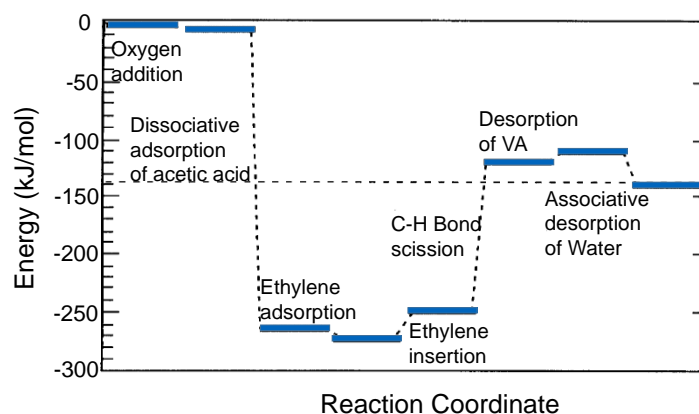 0
-50
-100
-150
-200
-250
-300
Energy (kJ/mol)
Oxygen
addition
Dissociative
adsorption
of acetic acid
Ethylene
adsorption
C-H Bond
scission
Ethylene
insertion
Desorption
of VA
Associative
desorption
of Water
Reaction Coordinate